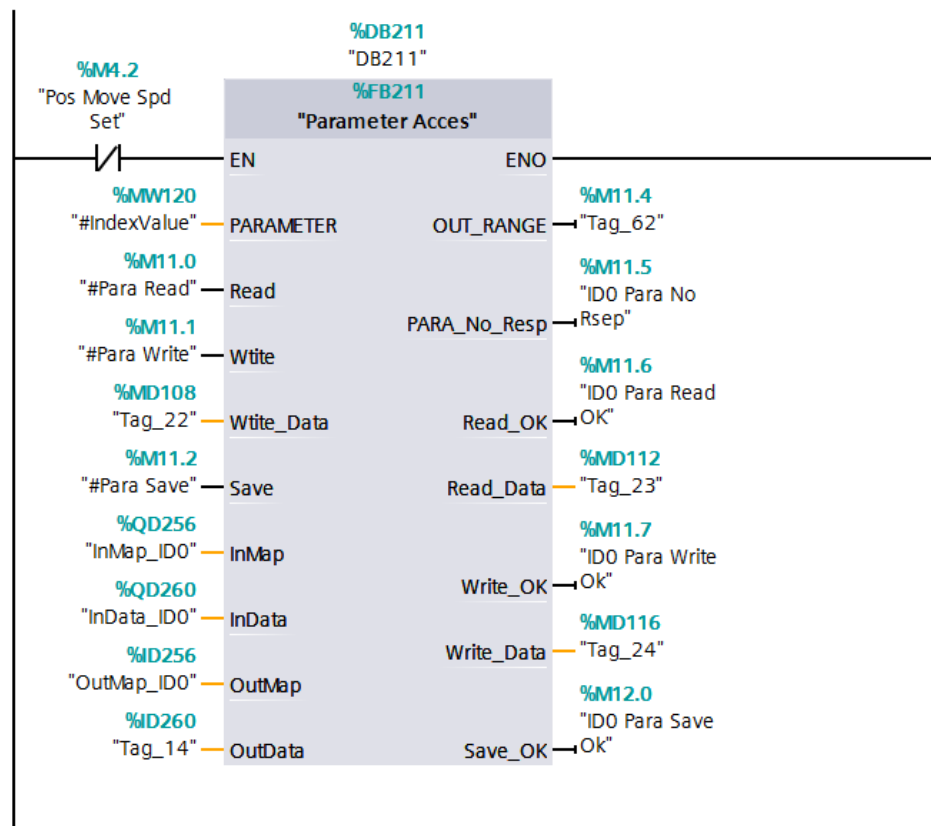 %DB211
"DB211"
%M4.2
"Pos Move Spd
Set"
%FB211
"Parameter Acces"
EN
ENO
%MW120
"#IndexValue"
PARAMETER
%M11.4
OUT_RANGE
"Tag_62"
%M11.0
"#Para Read"
Read
%M11.5
"ID0 Para No
Rsep"
PARA_No_Resp
%M11.1
"#Para Write"
Wtite
%M11.6
"ID0 Para Read
OK"
%MD108
"Tag_22"
Wtite_Data
Read_OK
%M11.2
"#Para Save"
Save
%MD112
Read_Data
"Tag_23"
%QD256
"InMap_ID0"
InMap
%M11.7
"ID0 Para Write
Ok"
Write_OK
%QD260
"InData_ID0"
InData
%MD116
Write_Data
"Tag_24"
%ID256
"OutMap_ID0"
OutMap
%M12.0
"ID0 Para Save
Ok"
%ID260
"Tag_14"
OutData
Save_OK